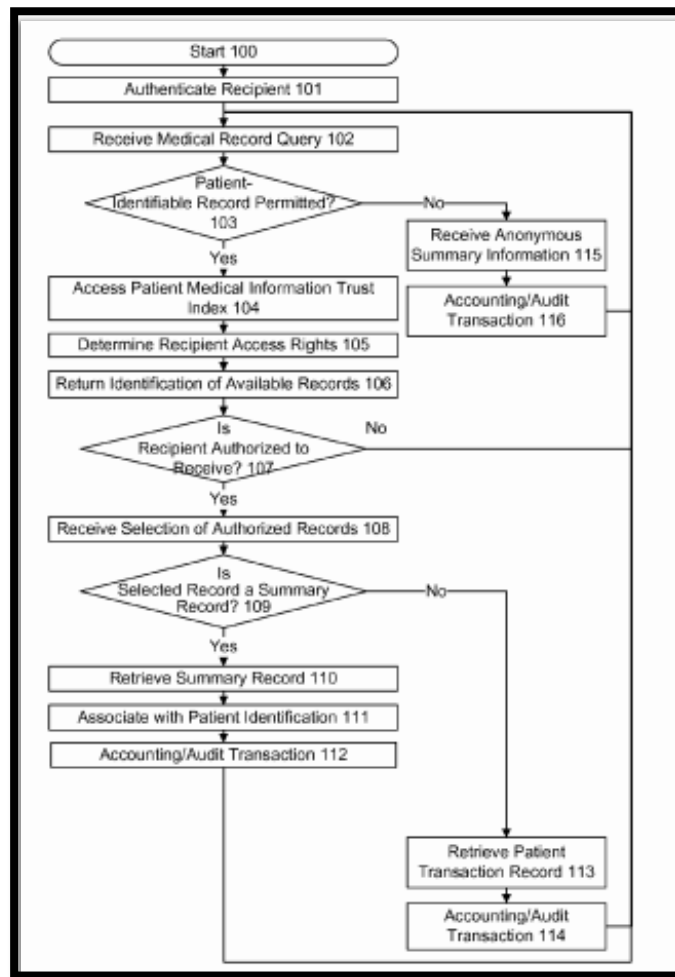 Start 100
Authenticate Recipient 101
Receive Medical Record Query 102
Patient-
Identifiable Record Permitted?
103
No
Yes
Receive Anonymous
Summary Information 115
Accounting/Audit
Transaction 116
Access Patient Medical Information Trust
Index 104
Determine Recipient Access Rights 105
Return Identification of Available Records 106
Is
Recipient Authorized to
Receive? 107
No
Yes
Receive Selection of Authorized Records 108
Is
Selected Record a Summary
Record? 109
No
Yes
Retrieve Summary Record 110
Associate with Patient Identification 111
Accounting/Audit Transaction 112
Retrieve Patient
Transaction Record 113
Accounting/Audit
Transaction 114